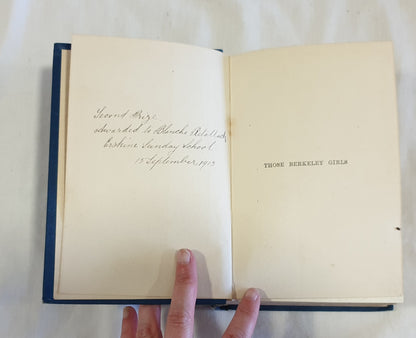 Second Prize
awarded to Blanche
Erskine Sunday School
15 September, 1913
THOSE BERKELEY GIRLS